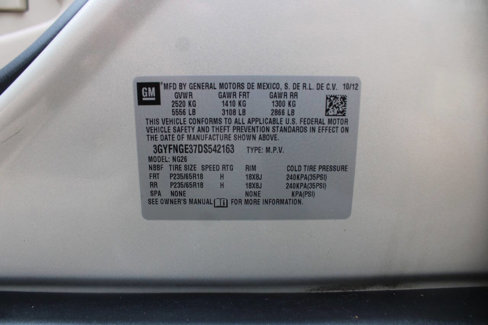 GM
MFD BY GENERAL MOTORS DE MEXICO, S. DE R.L. DE C.V. 10/12
GVWR GAWR FRT GAWR RR
2520 KG 1410 KG 1300 KG
5556 LB 3108 LB 2866 LB
THIS VEHICLE CONFORMS TO ALL APPLICABLE U.S. FEDERAL MOTOR
VEHICLE SAFETY AND THEFT PREVENTION STANDARDS IN EFFECT ON
THE DATE OF MANUFACTURE SHOWN ABOVE.
3GYFNGE37DS542163 TYPE: M.P.V.
MODEL: NG26
NBBF TIRE SIZE SPEED RTG RIM COLD TIRE PRESSURE
FRT P235/65R18 H 18X8J 240KPA(35PSI)
RR P235/65R18 H 18X8J 240KPA(35PSI)
SPA NONE NONE KPA(PSI)
SEE OWNER'S MANUAL FOR MORE INFORMATION.